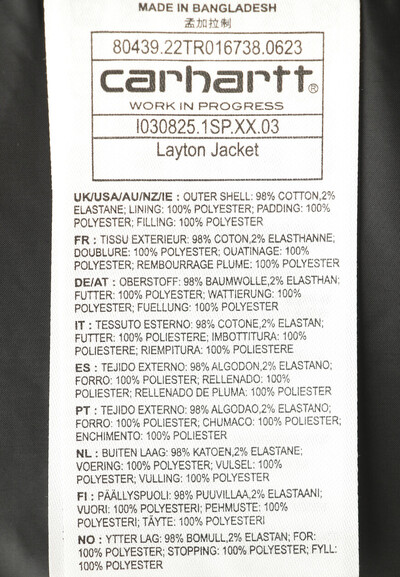 MADE IN BANGLADESH
孟加拉制
80439.22TR016738.0623
carhartt®
WORK IN PROGRESS
I030825.1SP.XX.03
Layton Jacket
UK/USA/AU/NZ/IE : OUTER SHELL: 98% COTTON,2%
ELASTANE; LINING: 100% POLYESTER; PADDING: 100%
POLYESTER; FILLING: 100% POLYESTER
FR : TISSU EXTERIEUR: 98% COTON,2% ELASTHANNE;
DOUBLURE: 100% POLYESTER; OUATINAGE: 100%
POLYESTER; REMBOURRAGE PLUME: 100% POLYESTER
DE/AT : OBERSTOFF: 98% BAUMWOLLE,2% ELASTHAN;
FUTTER: 100% POLYESTER; WATTIERUNG: 100%
POLYESTER; FUELLUNG: 100% POLYESTER
IT : TESSUTO ESTERNO: 98% COTONE,2% ELASTAN;
FUTTER: 100% POLIESTERE; IMBOTTITURA: 100%
POLIESTERE; RIEMPITURA: 100% POLIESTERE
ES : TEJIDO EXTERNO: 98% ALGODON,2% ELASTANO;
FORRO: 100% POLIESTER; RELLENADO: 100%
POLIESTER; RELLENADO DE PLUMA: 100% POLIESTER
PT : TEJIDO EXTERNO: 98% ALGODAO,2% ELASTANO;
FORRO: 100% POLIESTER; CHUMACO: 100% POLIESTER;
ENCHIMENTO: 100% POLIESTER
NL : BUITEN LAAG: 98% KATOEN,2% ELASTANE;
VOERING: 100% POLYESTER; VULSEL: 100%
POLYESTER; VULLING: 100% POLYESTER
FI : PÄÄLLYSPUOLI: 98% PUUVILLAA,2% ELASTAANI;
VUORI: 100% POLYESTERI; PEHMUSTE: 100%
POLYESTERI; TÄYTE: 100% POLYESTERI
NO : YTTER LAG: 98% BOMULL,2% ELASTAN; FOR:
100% POLYESTER; STOPPING: 100% POLYESTER; FYLL:
100% POLYESTER